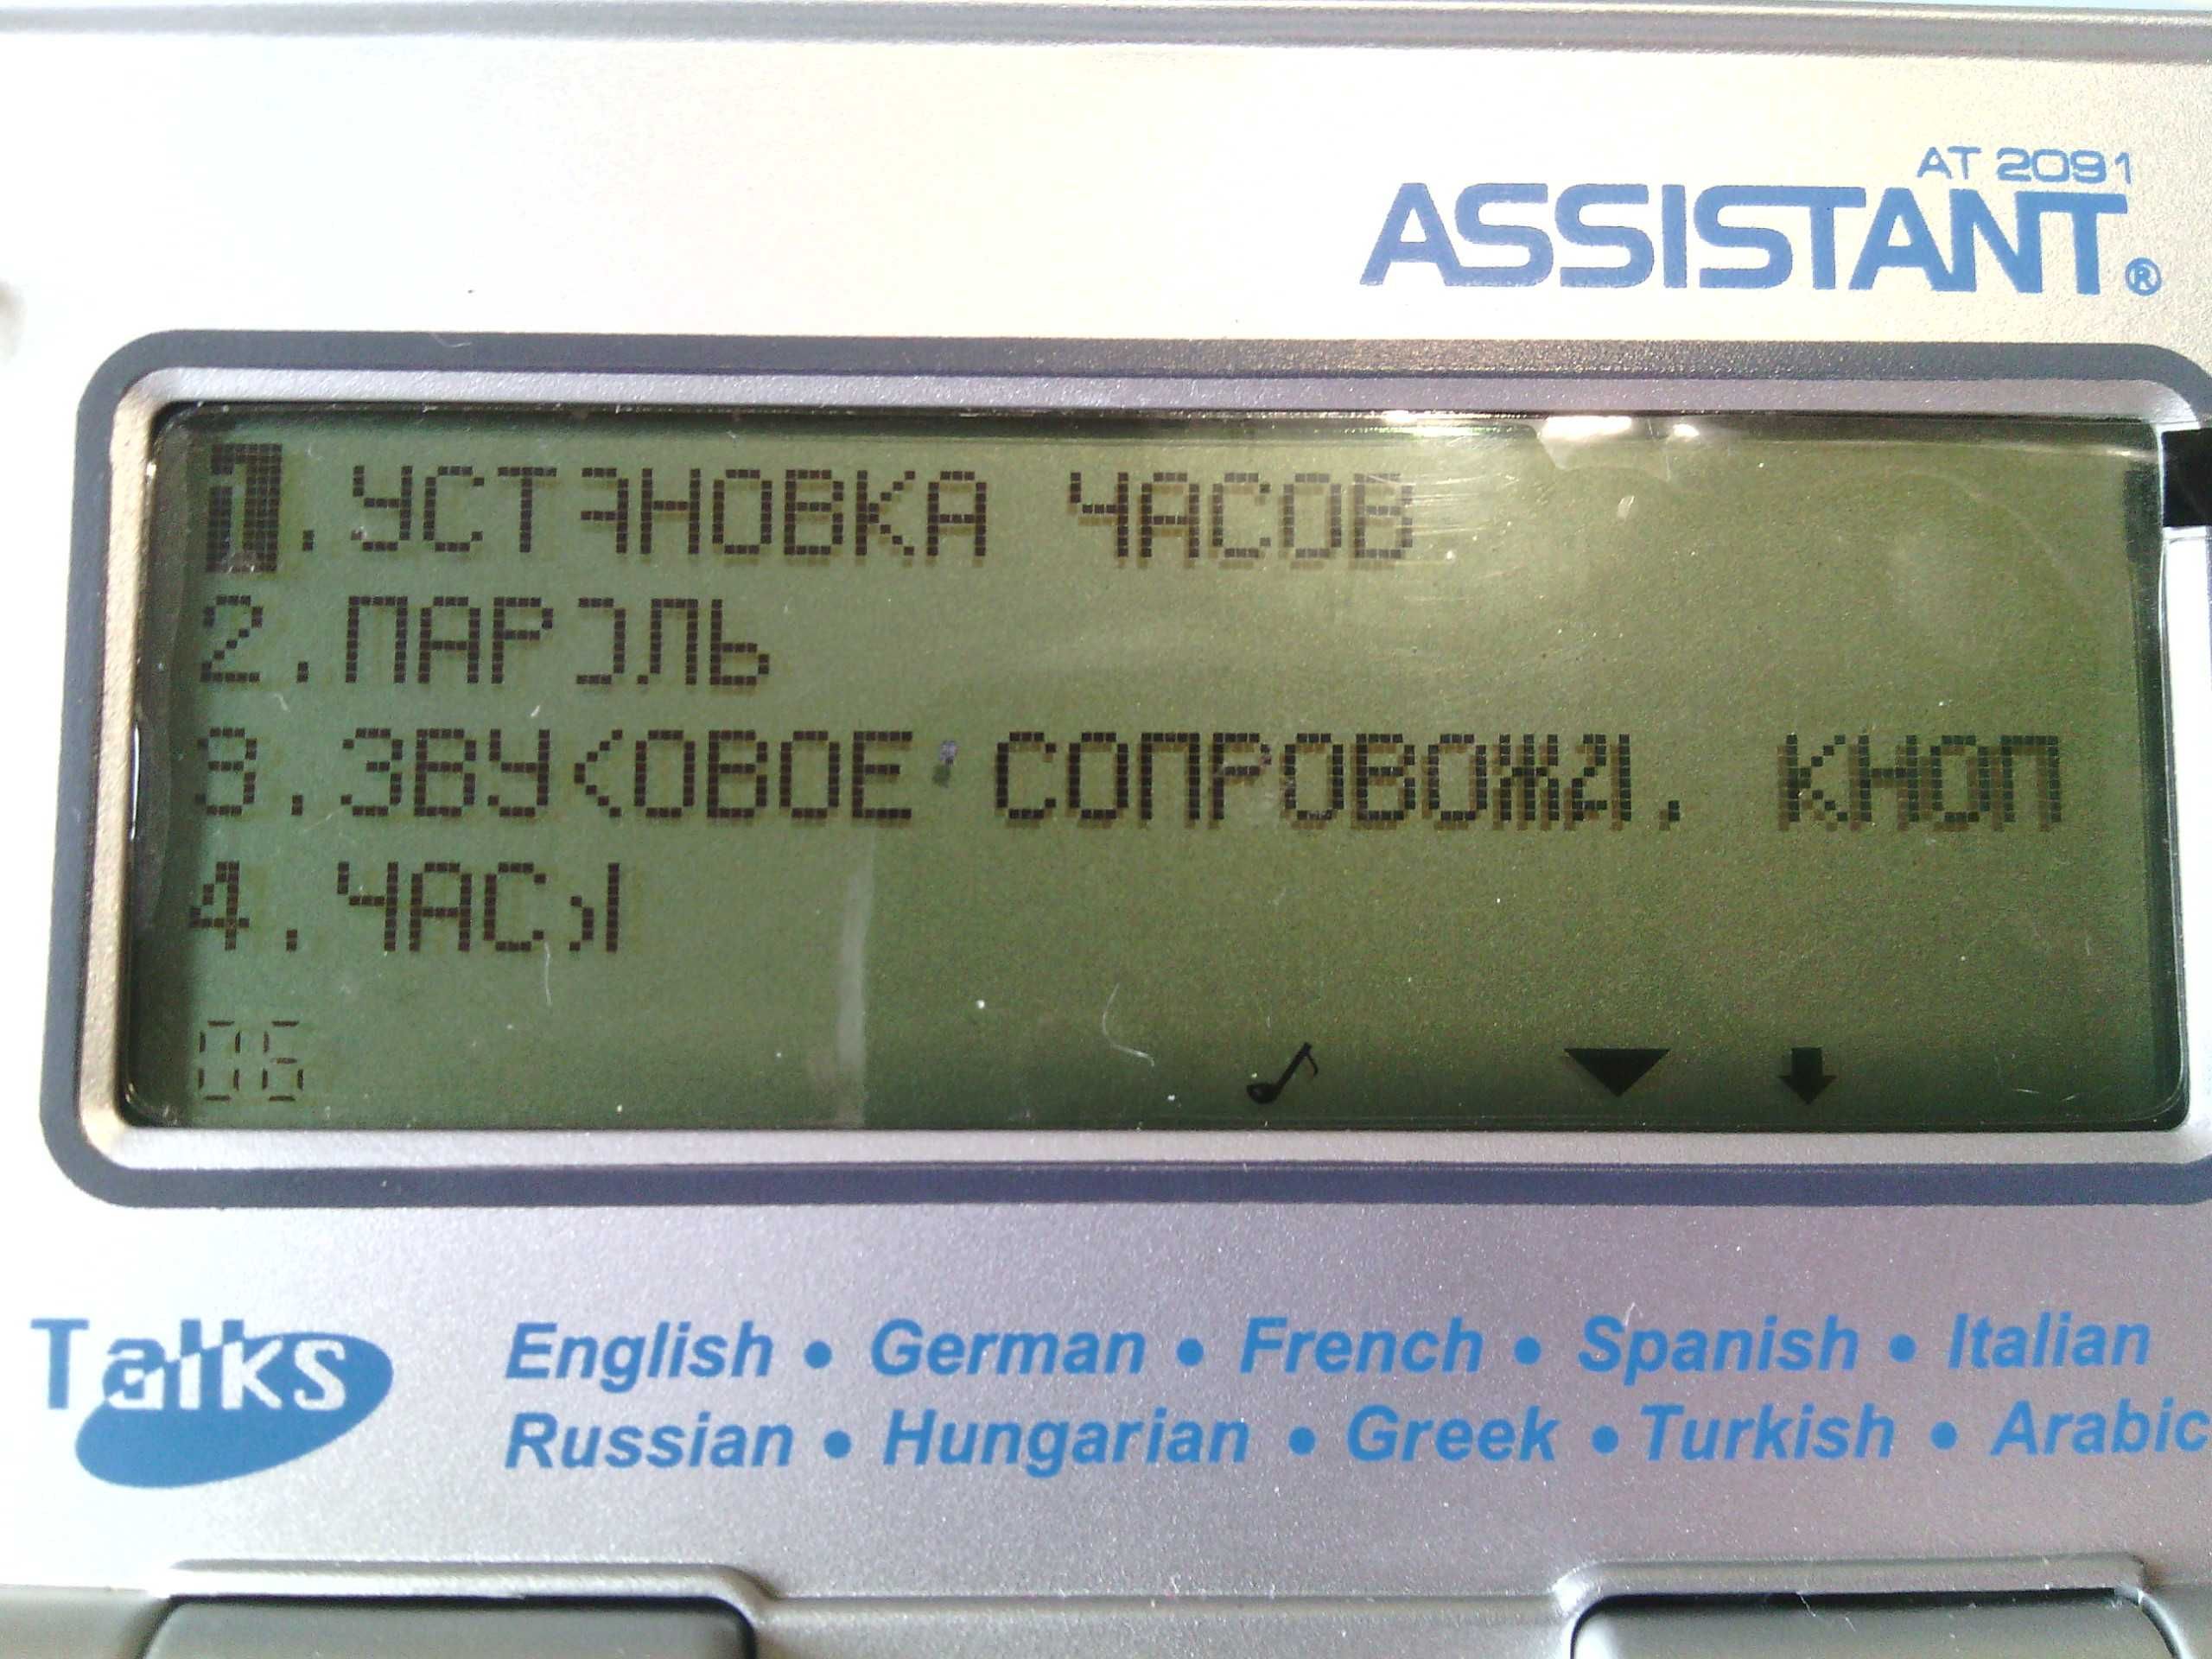 AT 2091
ASSISTANT®
1.УСТАНОВКА ЧАСОВ
2.ПАРОЛЬ
3.ЗВУКОВОЕ СОПРОВОЖД. КНОП
4.ЧАСЫ
06
Talks
English • German • French • Spanish • Italian
Russian • Hungarian • Greek • Turkish • Arabic